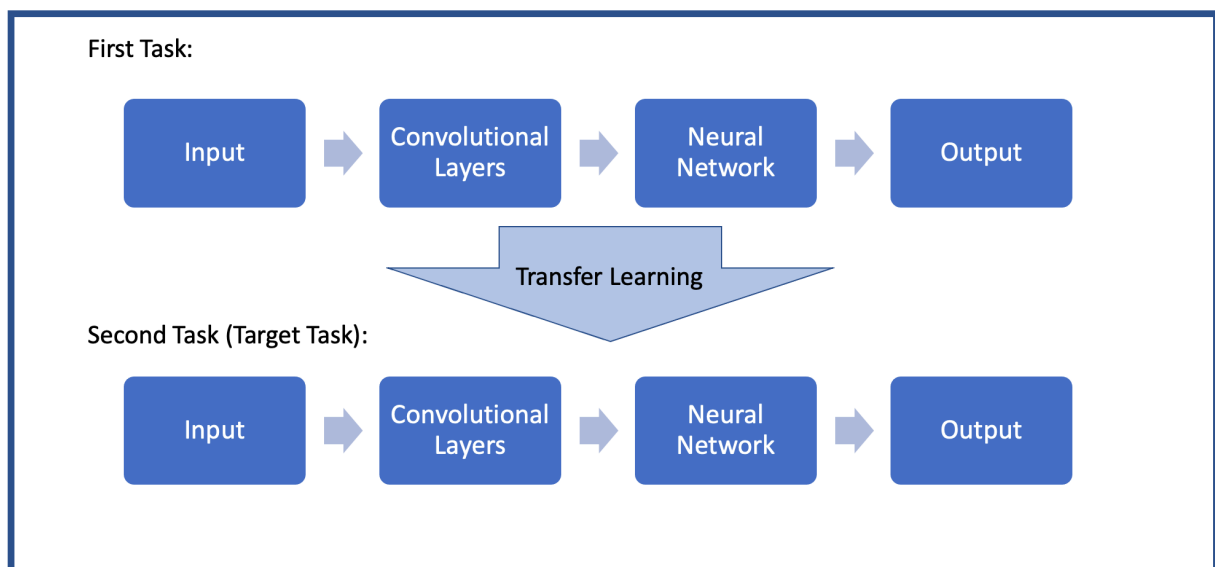 First Task:
Input
Convolutional
Layers
Neural
Network
Output
Transfer Learning
Second Task (Target Task):
Input
Convolutional
Layers
Neural
Network
Output